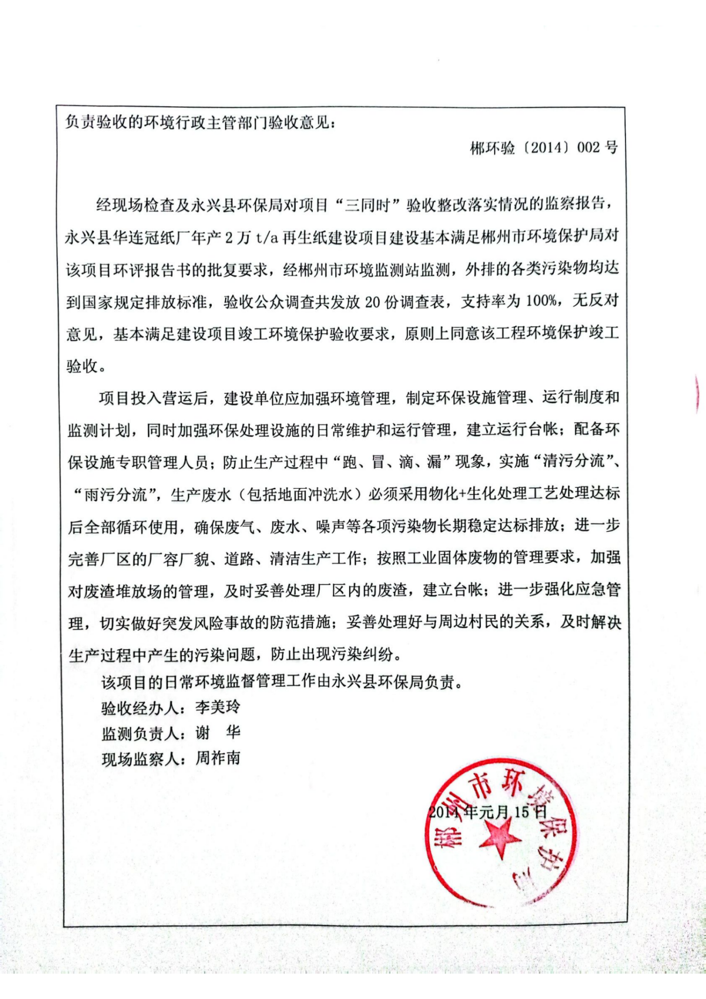 负责验收的环境行政主管部门验收意见：
郴环验〔2014〕002号
经现场检查及永兴县环保局对项目“三同时”验收整改落实情况的监察报告，
永兴县华连冠纸厂年产2万t/a再生纸建设项目建设基本满足郴州市环境保护局对
该项目环评报告书的批复要求，经郴州市环境监测站监测，外排的各类污染物均达
到国家规定排放标准，验收公众调查共发放20份调查表，支持率为100%，无反对
意见，基本满足建设项目竣工环境保护验收要求，原则上同意该工程环境保护竣工
验收。
项目投入营运后，建设单位应加强环境管理，制定环保设施管理、运行制度和
监测计划，同时加强环保处理设施的日常维护和运行管理，建立运行台帐；配备环
保设施专职管理人员；防止生产过程中“跑、冒、滴、漏”现象，实施“清污分流”、
“雨污分流”，生产废水（包括地面冲洗水）必须采用物化+生化处理工艺处理达标
后全部循环使用，确保废气、废水、噪声等各项污染物长期稳定达标排放；进一步
完善厂区的厂容厂貌、道路、清洁生产工作；按照工业固体废物的管理要求，加强
对废渣堆放场的管理，及时妥善处理厂区内的废渣，建立台帐；进一步强化应急管
理，切实做好突发风险事故的防范措施；妥善处理好与周边村民的关系，及时解决
生产过程中产生的污染问题，防止出现污染纠纷。
该项目的日常环境监督管理工作由永兴县环保局负责。
验收经办人：李美玲
监测负责人：谢　华
现场监察人：周祚南
郴州市环境保护局
2014年元月15日